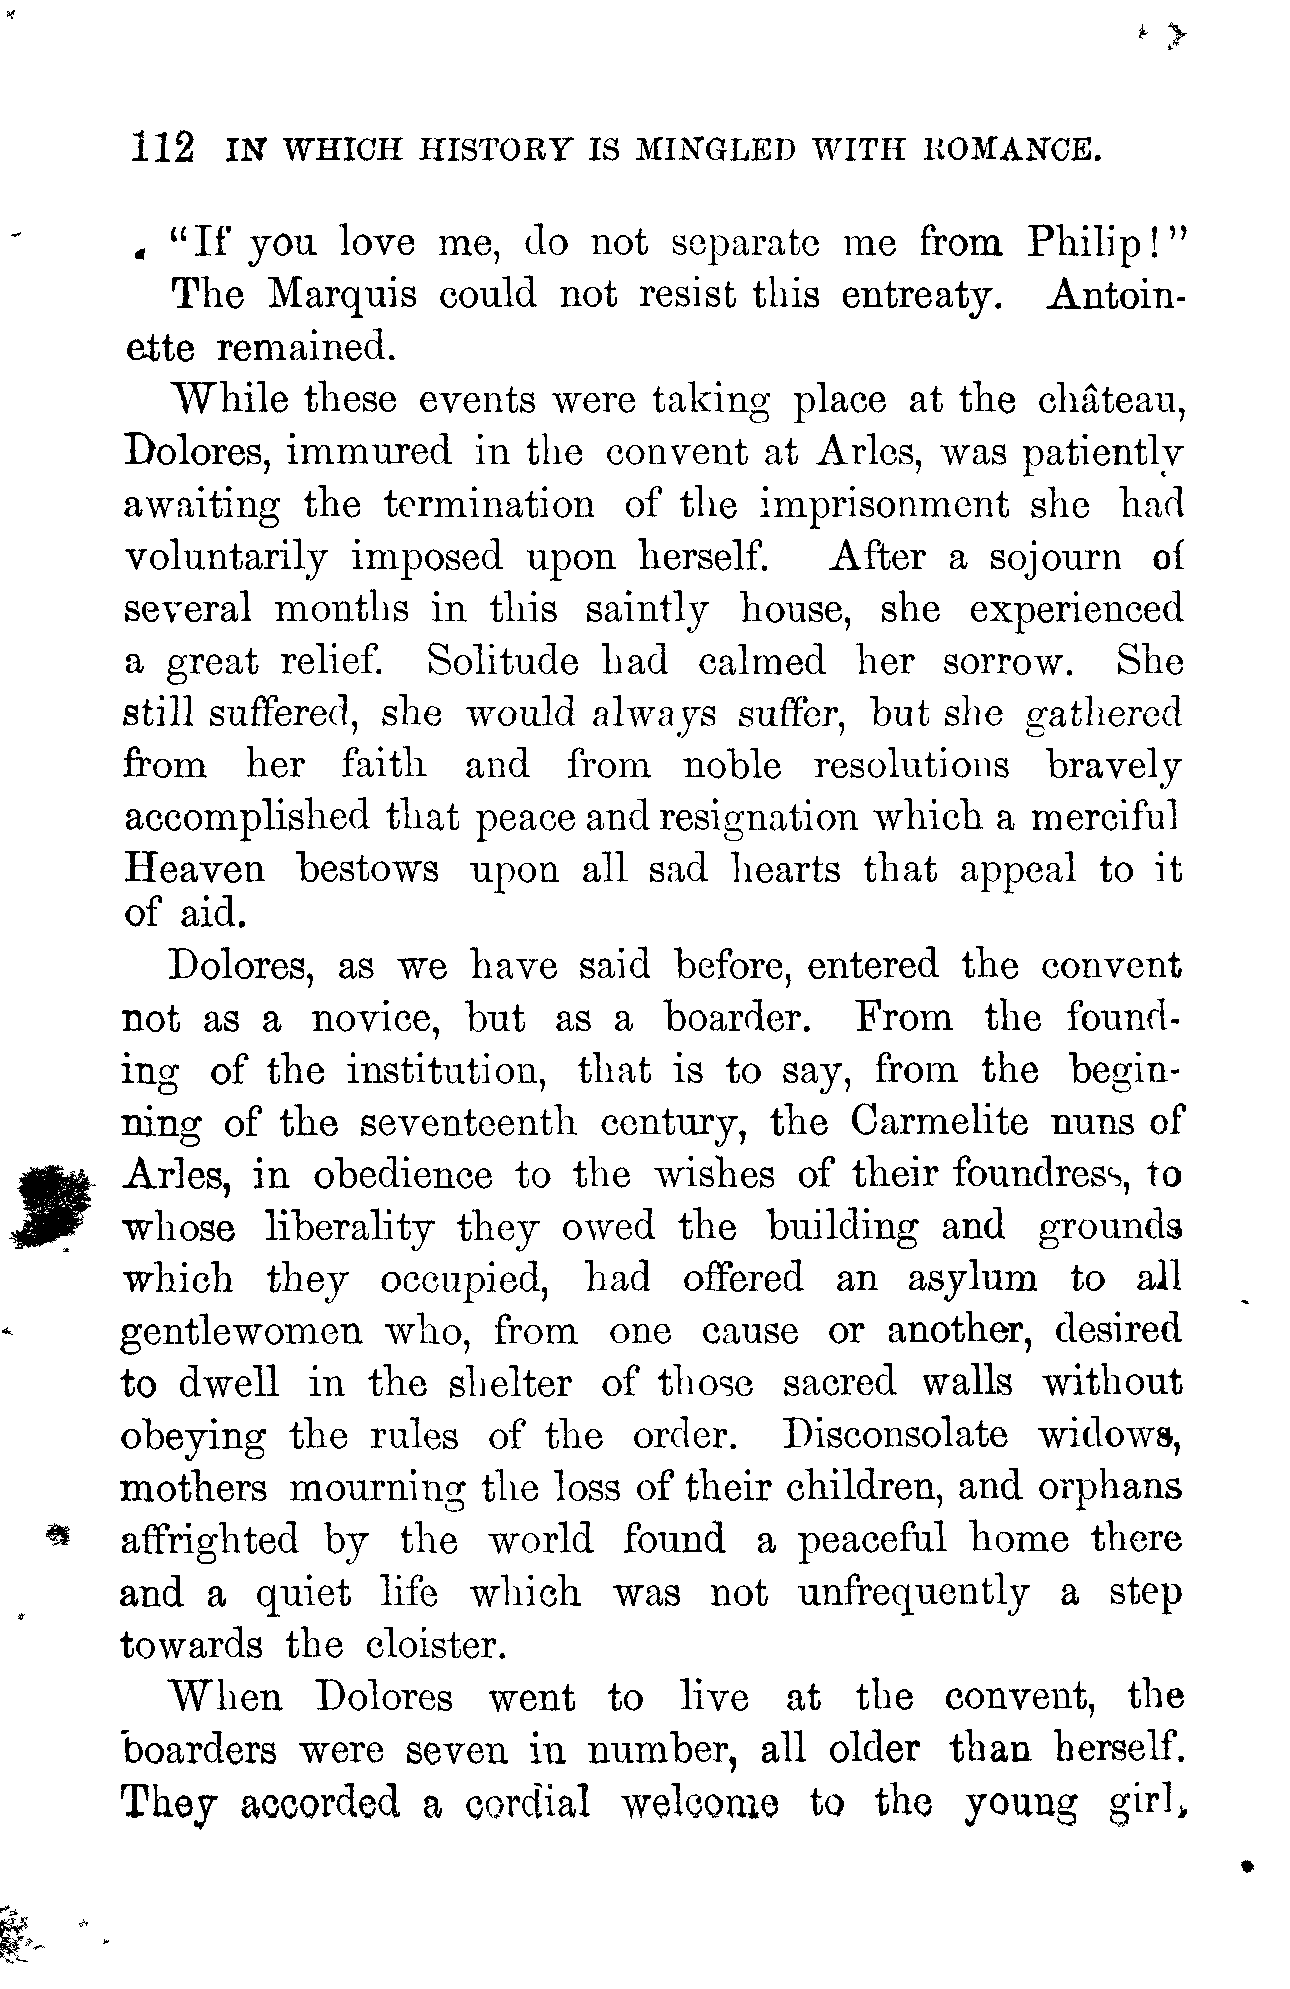 112 IN WHICH HISTORY IS MINGLED WITH ROMANCE.
"If you love me, do not separate me from Philip!"
The Marquis could not resist this entreaty. Antoin-
ette remained.
While these events were taking place at the château,
Dolores, immured in the convent at Arles, was patiently
awaiting the termination of the imprisonment she had
voluntarily imposed upon herself. After a sojourn of
several months in this saintly house, she experienced
a great relief. Solitude had calmed her sorrow. She
still suffered, she would always suffer, but she gathered
from her faith and from noble resolutions bravely
accomplished that peace and resignation which a merciful
Heaven bestows upon all sad hearts that appeal to it
of aid.
Dolores, as we have said before, entered the convent
not as a novice, but as a boarder. From the found-
ing of the institution, that is to say, from the begin-
ning of the seventeenth century, the Carmelite nuns of
Arles, in obedience to the wishes of their foundress, to
whose liberality they owed the building and grounds
which they occupied, had offered an asylum to all
gentlewomen who, from one cause or another, desired
to dwell in the shelter of those sacred walls without
obeying the rules of the order. Disconsolate widows,
mothers mourning the loss of their children, and orphans
affrighted by the world found a peaceful home there
and a quiet life which was not unfrequently a step
towards the cloister.
When Dolores went to live at the convent, the
boarders were seven in number, all older than herself.
They accorded a cordial welcome to the young girl,